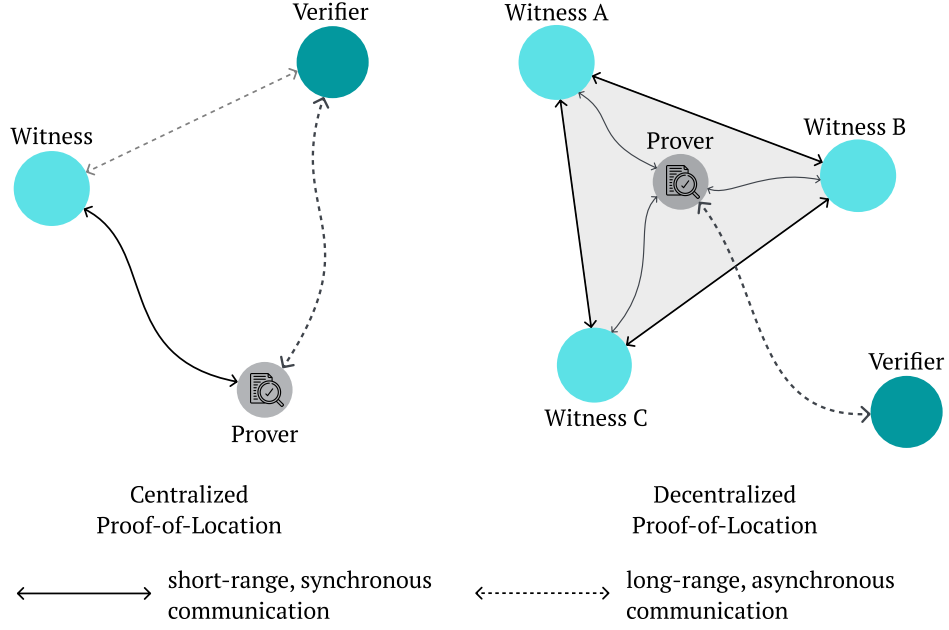 Verifier
Witness
Prover
Witness A
Witness B
Prover
Witness C
Verifier
Centralized
Proof-of-Location
Decentralized
Proof-of-Location
short-range, synchronous
communication
long-range, asynchronous
communication